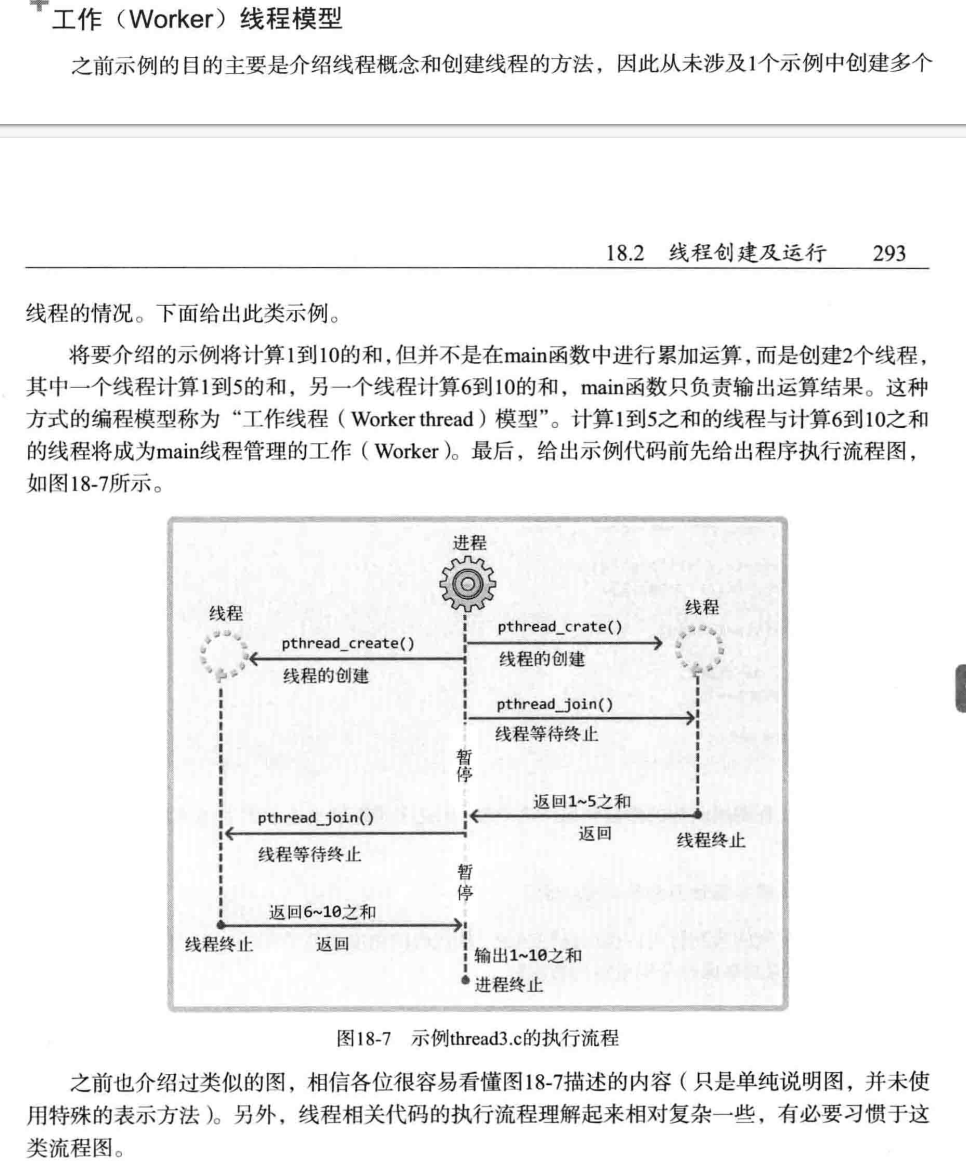 工作（Worker）线程模型
之前示例的目的主要是介绍线程概念和创建线程的方法，因此从未涉及1个示例中创建多个
18.2 线程创建及运行 293
线程的情况。下面给出此类示例。
将要介绍的示例将计算1到10的和，但并不是在main函数中进行累加运算，而是创建2个线程，
其中一个线程计算1到5的和，另一个线程计算6到10的和，main函数只负责输出运算结果。这种
方式的编程模型称为“工作线程（Worker thread）模型”。计算1到5之和的线程与计算6到10之和
的线程将成为main线程管理的工作（Worker）。最后，给出示例代码前先给出程序执行流程图，
如图18-7所示。
进程
线程
线程
pthread_create()
pthread_crate()
线程的创建
线程的创建
pthread_join()
线程等待终止
暂停
返回1~5之和
返回
线程终止
pthread_join()
线程等待终止
暂停
返回6~10之和
线程终止
返回
输出1~10之和
进程终止
图18-7 示例thread3.c的执行流程
之前也介绍过类似的图，相信各位很容易看懂图18-7描述的内容（只是单纯说明图，并未使
用特殊的表示方法）。另外，线程相关代码的执行流程理解起来相对复杂一些，有必要习惯于这
类流程图。